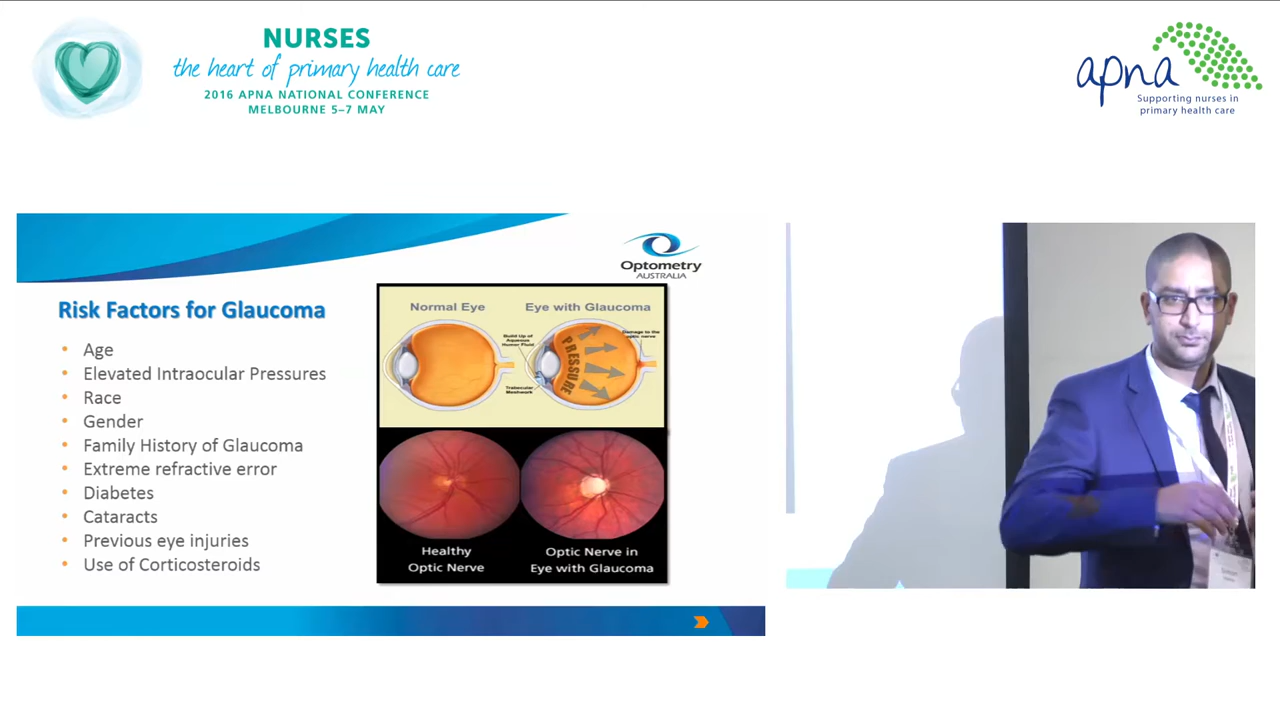 NURSES
the heart of primary health care
2016 APNA NATIONAL CONFERENCE
MELBOURNE 5–7 MAY
apna
Supporting nurses in
primary health care
Optometry
AUSTRALIA
Risk Factors for Glaucoma
• Age
• Elevated Intraocular Pressures
• Race
• Gender
• Family History of Glaucoma
• Extreme refractive error
• Diabetes
• Cataracts
• Previous eye injuries
• Use of Corticosteroids
Normal Eye
Eye with Glaucoma
Build Up of
Aqueous
Humor Fluid
Damage to the
optic nerve
PRESSURE
Trabecular
Meshwork
Healthy
Optic Nerve
Optic Nerve in
Eye with Glaucoma